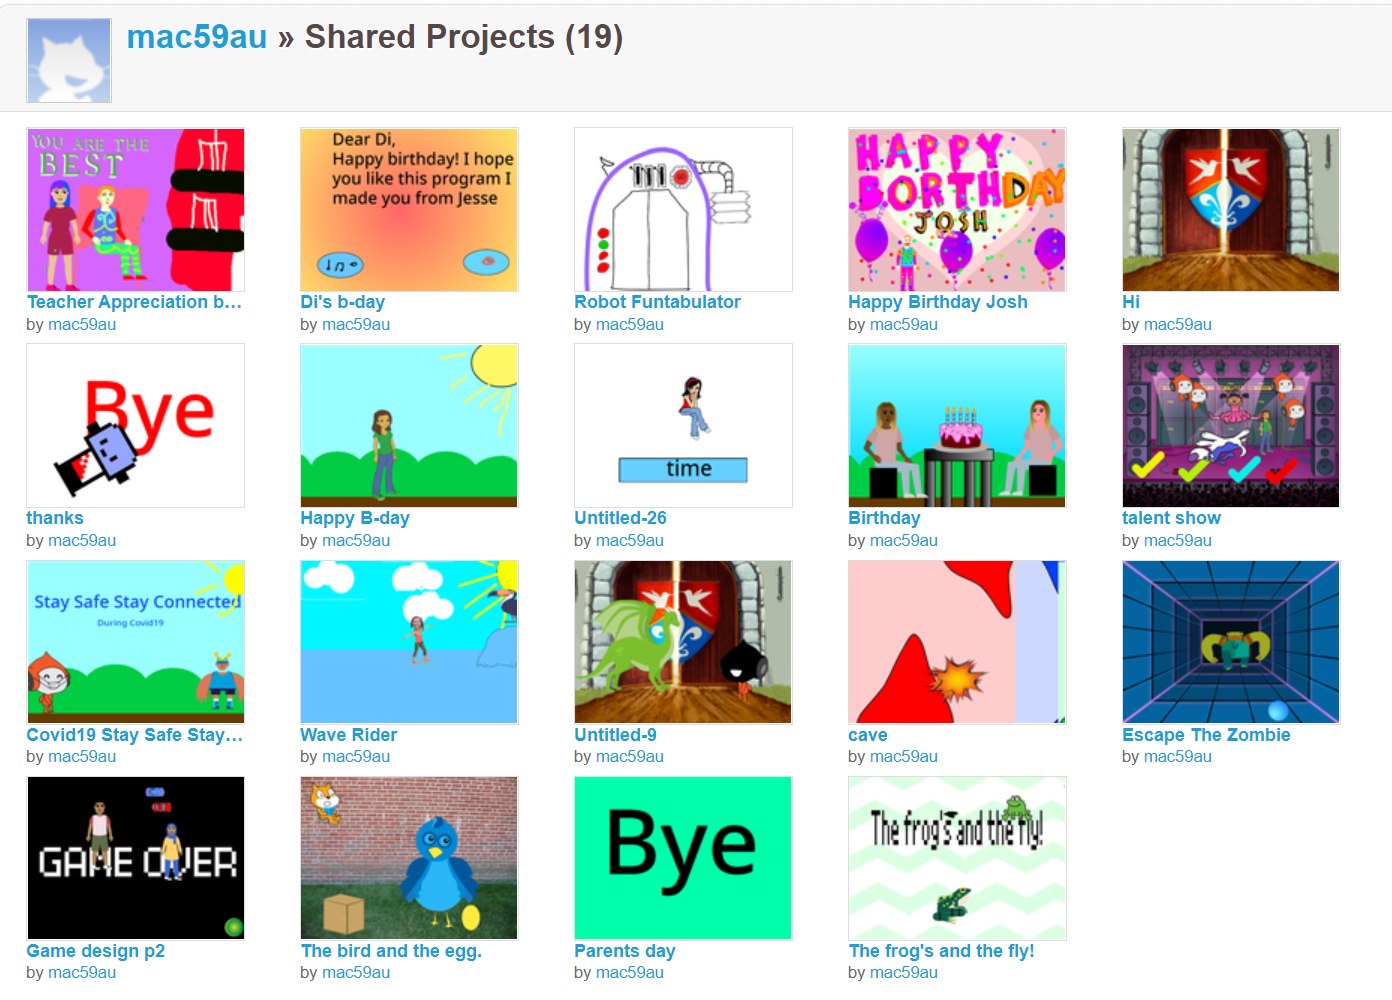 mac59au » Shared Projects (19)
YOU ARE THE
BEST
Teacher Appreciation b...
by mac59au
Dear Di,
Happy birthday! I hope
you like this program I
made you from Jesse
Di's b-day
by mac59au
Robot Funtabulator
by mac59au
HAPPY
BORTHDAY
JOSH
Happy Birthday Josh
by mac59au
Hi
by mac59au
Bye
thanks
by mac59au
Happy B-day
by mac59au
time
Untitled-26
by mac59au
Birthday
by mac59au
talent show
by mac59au
Stay Safe Stay Connected
During Covid19
Covid19 Stay Safe Stay...
by mac59au
Wave Rider
by mac59au
Untitled-9
by mac59au
cave
by mac59au
Escape The Zombie
by mac59au
GAME OVER
Game design p2
by mac59au
The bird and the egg.
by mac59au
Bye
Parents day
by mac59au
The frog's and the fly!
The frog's and the fly!
by mac59au